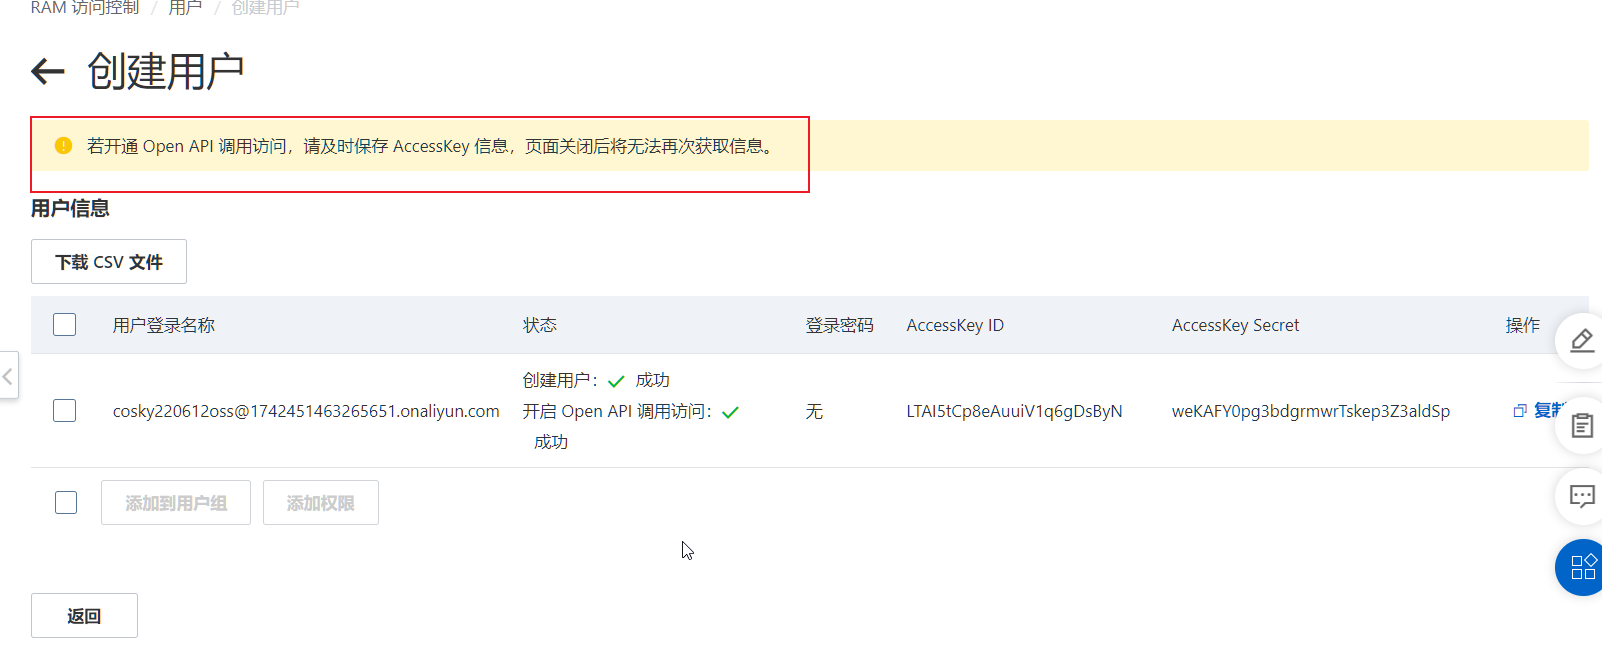 RAM 访问控制 / 用户 / 创建用户
创建用户
若开通 Open API 调用访问，请及时保存 AccessKey 信息，页面关闭后将无法再次获取信息。
用户信息
下载 CSV 文件
用户登录名称 状态 登录密码 AccessKey ID AccessKey Secret 操作
创建用户： 成功
cosky220612oss@1742451463265651.onaliyun.com 开启 Open API 调用访问： 无 LTAI5tCp8eAuuiV1q6gDsByN weKAFY0pg3bdgrmwrTskep3Z3aldSp 复制
成功
添加到用户组 添加权限
返回